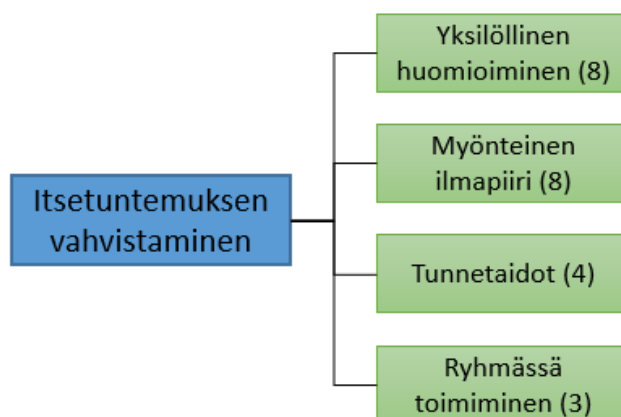 Itsetuntemuksen
vahvistaminen
Yksilöllinen
huomioiminen (8)
Myönteinen
ilmapiiri (8)
Tunnetaidot (4)
Ryhmässä
toimiminen (3)